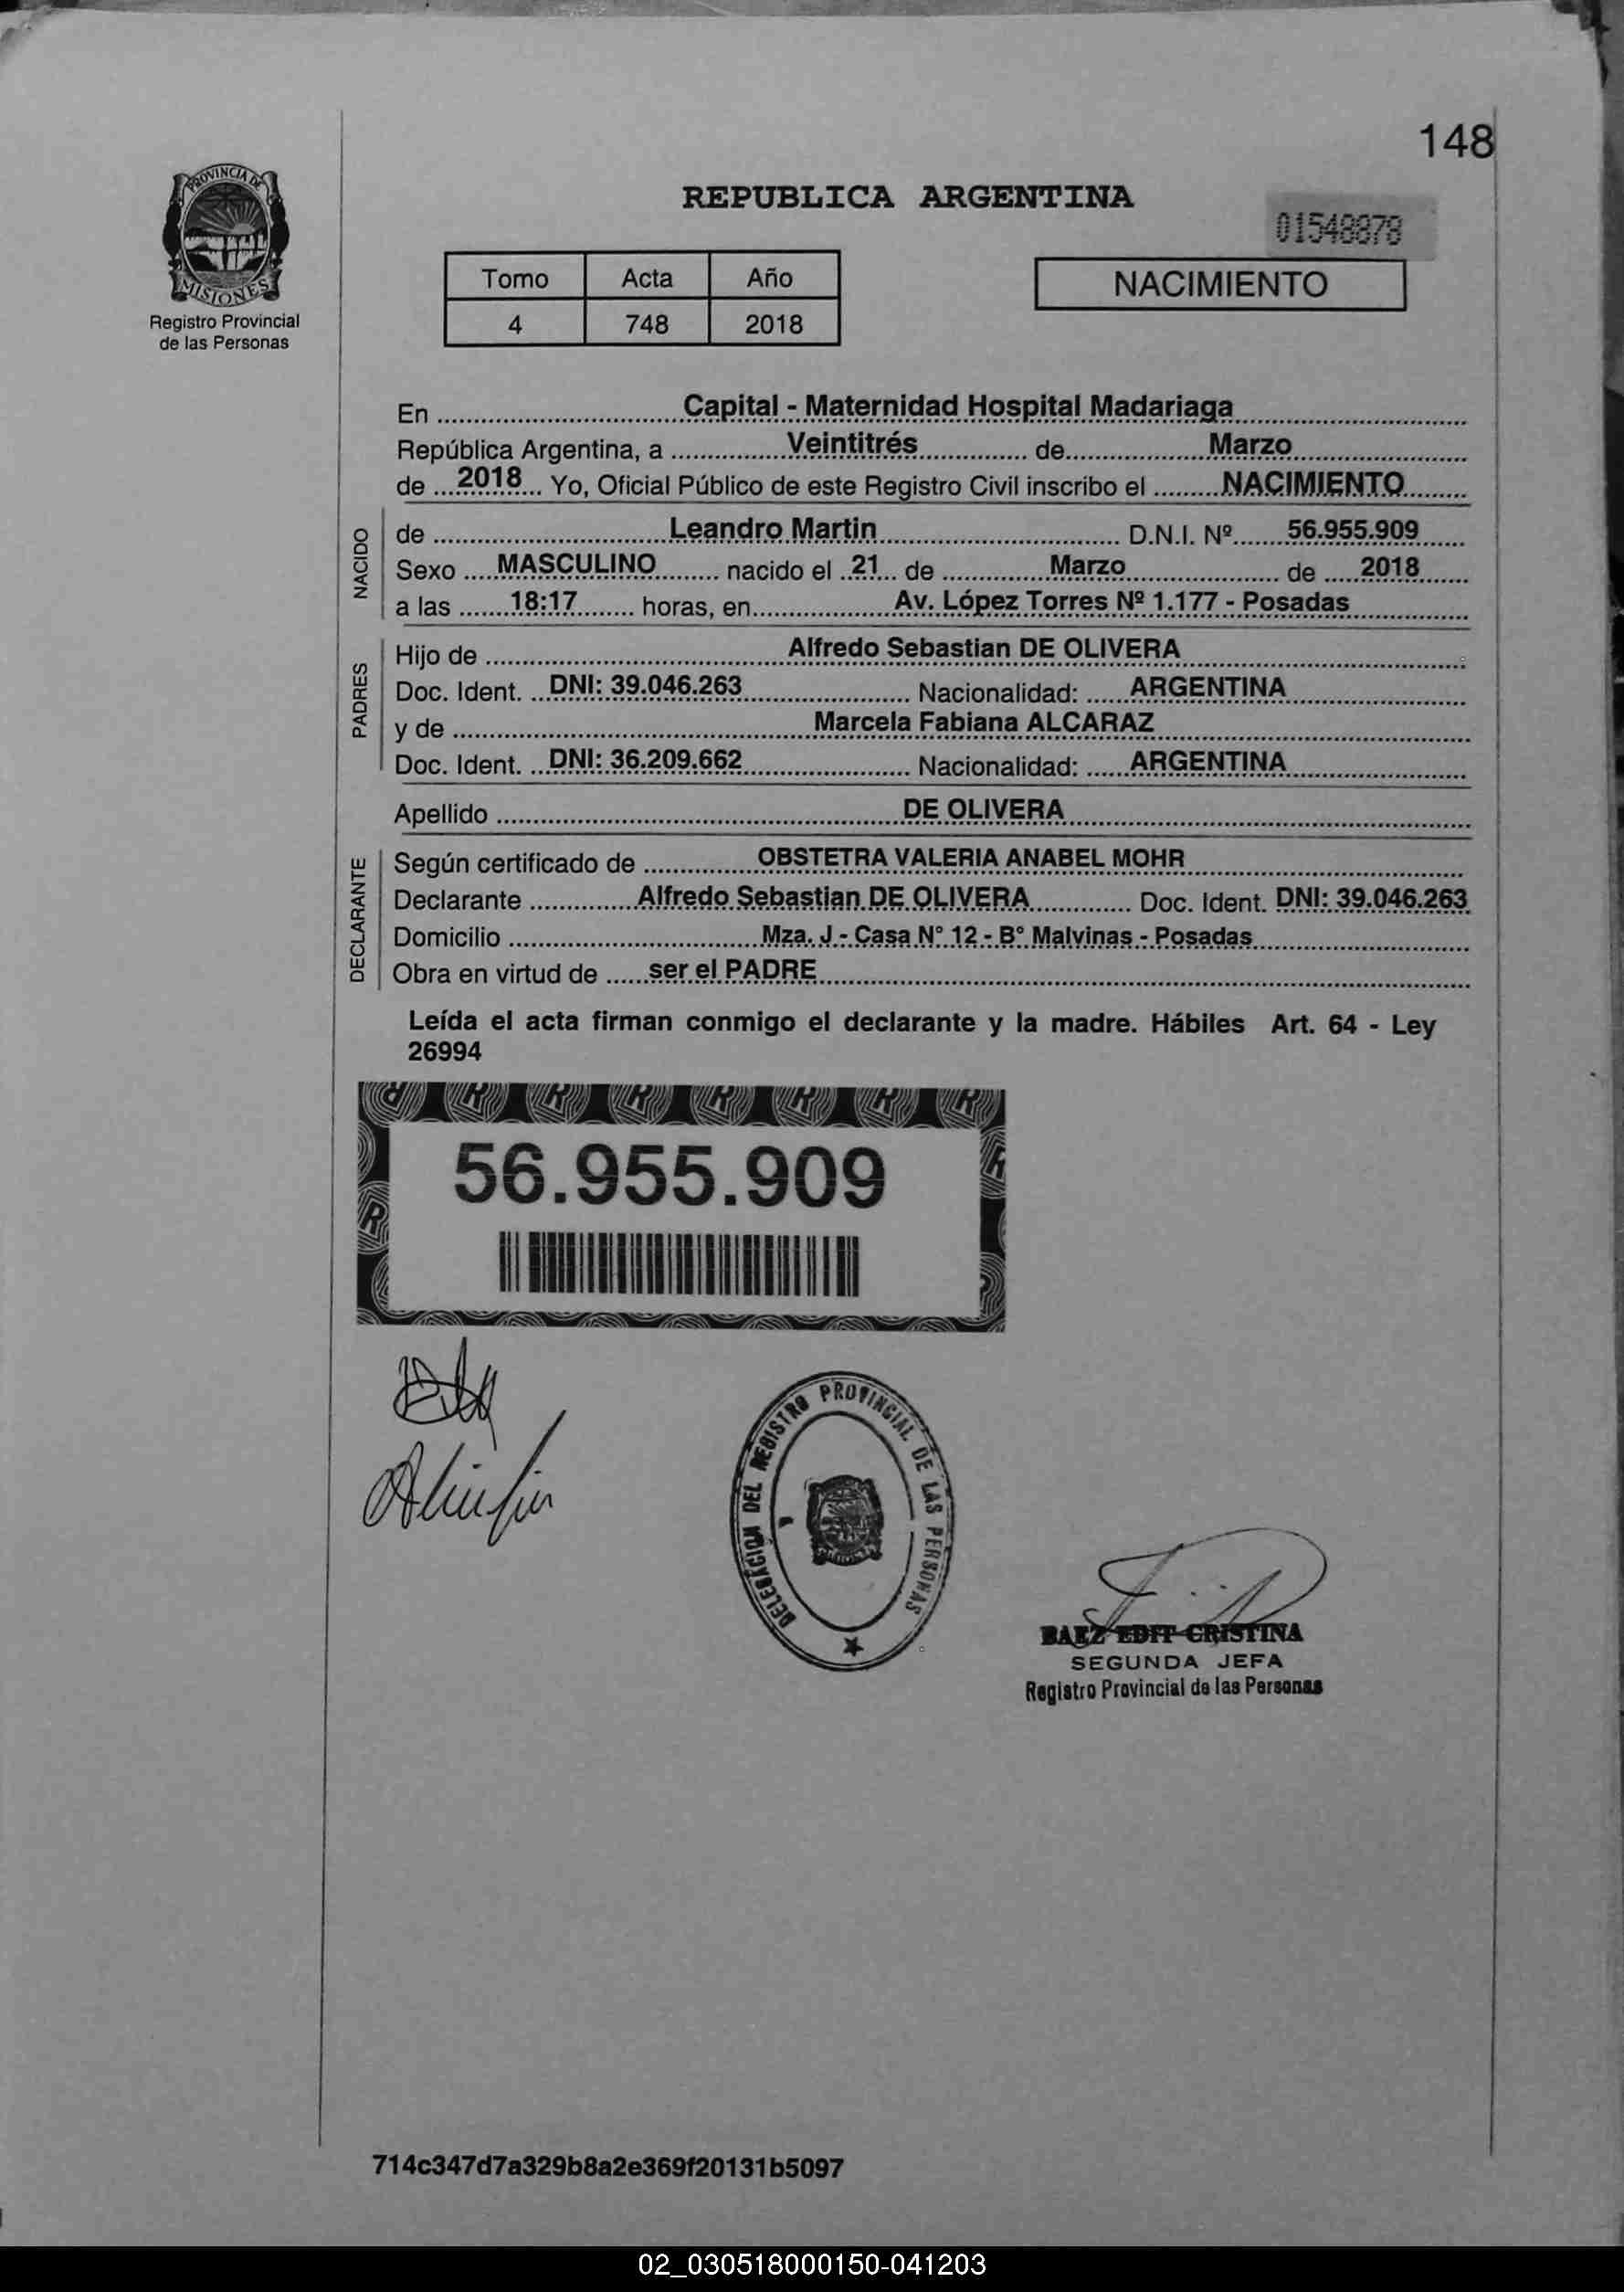 148
PROVINCIA DE
MISIONES
Registro Provincial
de las Personas
REPUBLICA ARGENTINA
01548878
Tomo Acta Año
4 748 2018
NACIMIENTO
En Capital - Maternidad Hospital Madariaga
República Argentina, a Veintitrés de Marzo
de 2018 Yo, Oficial Público de este Registro Civil inscribo el NACIMIENTO
NACIDO
de Leandro Martin D.N.I. Nº 56.955.909
Sexo MASCULINO nacido el 21 de Marzo de 2018
a las 18:17 horas, en Av. López Torres Nº 1.177 - Posadas
PADRES
Hijo de Alfredo Sebastian DE OLIVERA
Doc. Ident. DNI: 39.046.263 Nacionalidad: ARGENTINA
y de Marcela Fabiana ALCARAZ
Doc. Ident. DNI: 36.209.662 Nacionalidad: ARGENTINA
Apellido DE OLIVERA
DECLARANTE
Según certificado de OBSTETRA VALERIA ANABEL MOHR
Declarante Alfredo Sebastian DE OLIVERA Doc. Ident. DNI: 39.046.263
Domicilio Mza. J - Casa N° 12 - B° Malvinas - Posadas
Obra en virtud de ser el PADRE
Leída el acta firman conmigo el declarante y la madre. Hábiles Art. 64 - Ley
26994
56.955.909
DELEGACION DEL REGISTRO PROVINCIAL DE LAS PERSONAS
BAEZ EDIT CRISTINA
SEGUNDA JEFA
Registro Provincial de las Personas
714c347d7a329b8a2e369f20131b5097
02_030518000150-041203